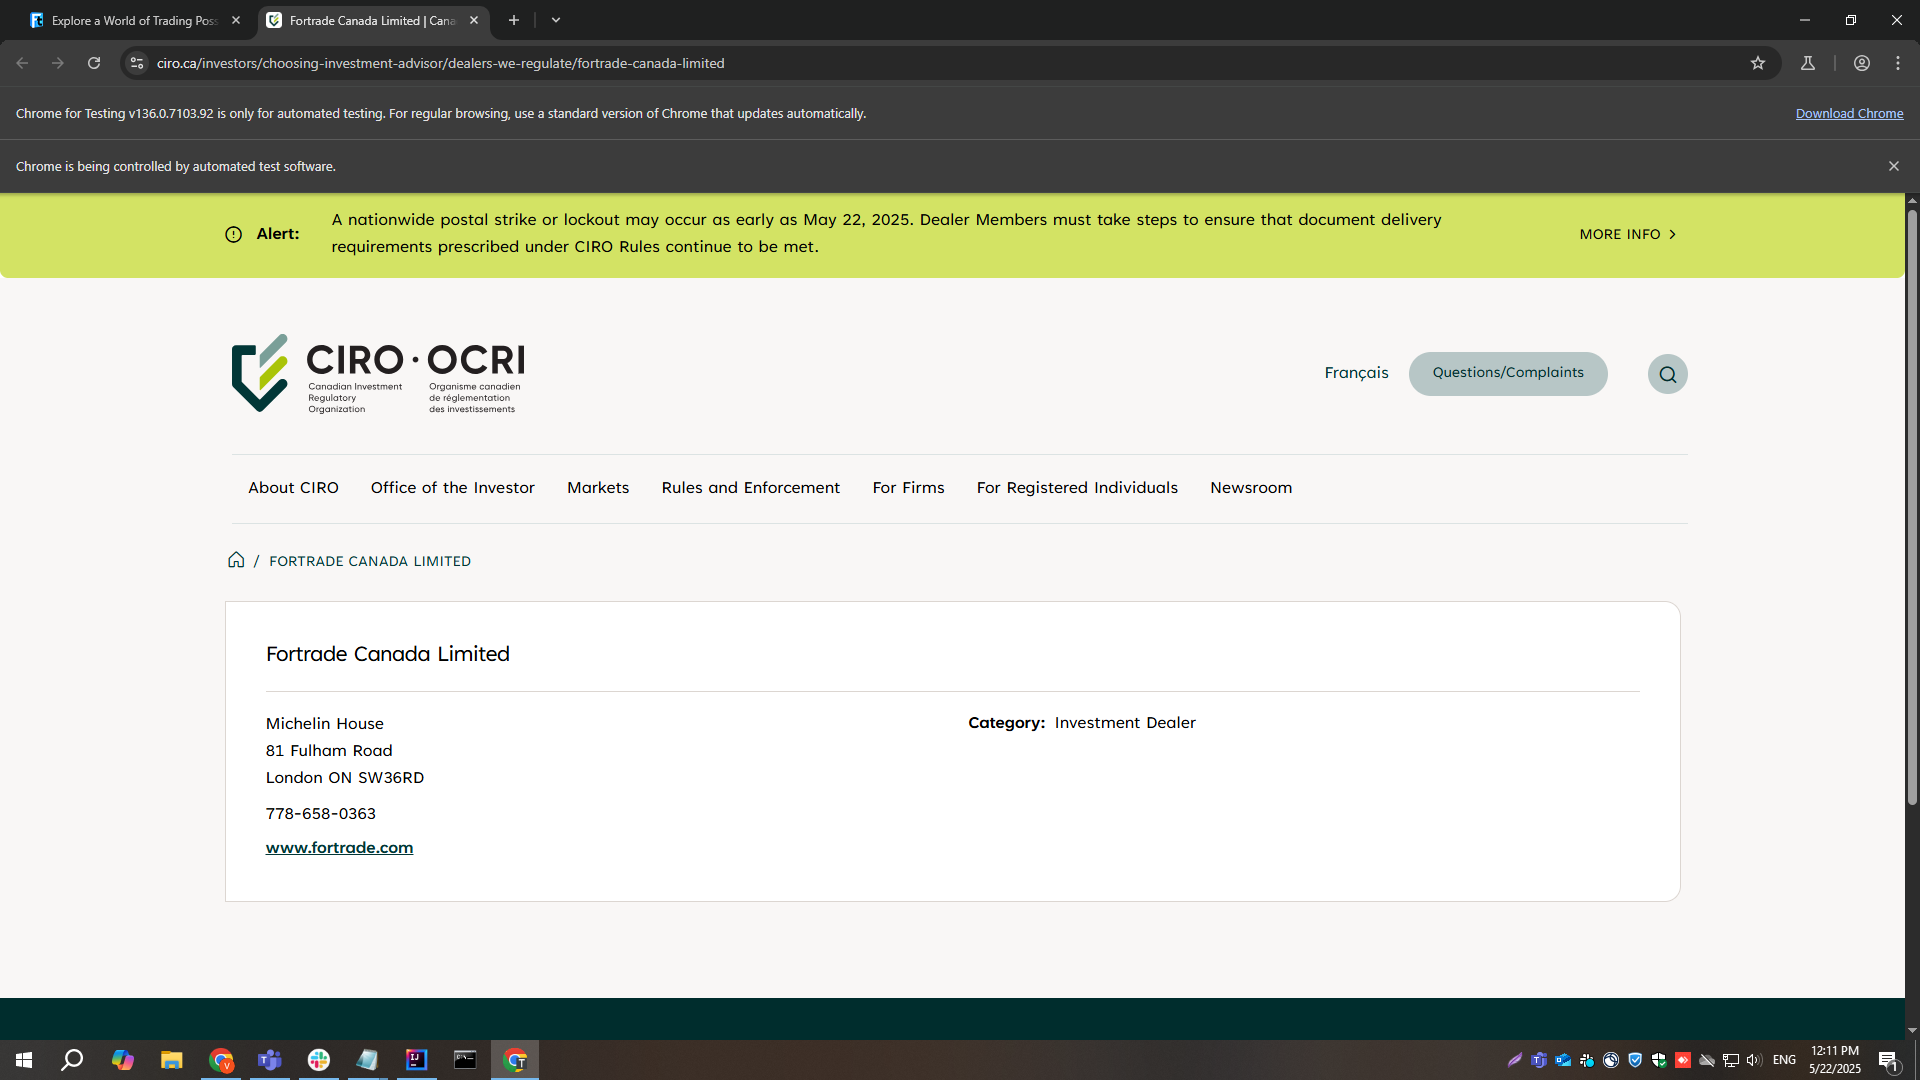 Explore a World of Trading Poss
Fortrade Canada Limited | Cana
ciro.ca/investors/choosing-investment-advisor/dealers-we-regulate/fortrade-canada-limited
Chrome for Testing v136.0.7103.92 is only for automated testing. For regular browsing, use a standard version of Chrome that updates automatically.
Download Chrome
Chrome is being controlled by automated test software.
Alert:
A nationwide postal strike or lockout may occur as early as May 22, 2025. Dealer Members must take steps to ensure that document delivery
requirements prescribed under CIRO Rules continue to be met.
MORE INFO
CIRO · OCRI
Canadian Investment
Regulatory
Organization
Organisme canadien
de réglementation
des investissements
Français
Questions/Complaints
About CIRO
Office of the Investor
Markets
Rules and Enforcement
For Firms
For Registered Individuals
Newsroom
/ FORTRADE CANADA LIMITED
Fortrade Canada Limited
Michelin House
81 Fulham Road
London ON SW36RD
778-658-0363
www.fortrade.com
Category: Investment Dealer
ENG
12:11 PM
5/22/2025
1